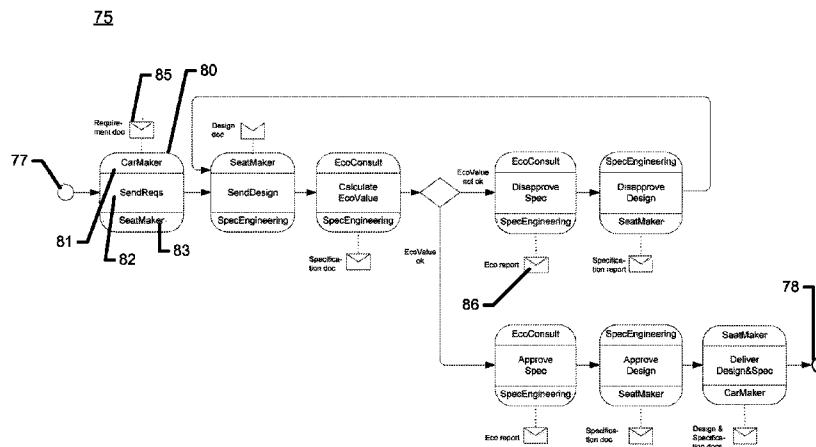 75
85
80
Require-
ment doc
Design
doc
77
CarMaker
SendReqs
SeatMaker
SeatMaker
SendDesign
SpecEngineering
EcoConsult
Calculate
EcoValue
SpecEngineering
EcoValue
not ok
EcoConsult
Disapprove
Spec
SpecEngineering
SpecEngineering
Disapprove
Design
SeatMaker
81
82
83
Specifica-
tion doc
EcoValue
ok
Eco report
86
Specifica-
tion report
78
EcoConsult
Approve
Spec
SpecEngineering
SpecEngineering
Approve
Design
SeatMaker
SeatMaker
Deliver
Design&Spec
CarMaker
Eco report
Specifica-
tion doc
Design &
Specifica-
tion docs